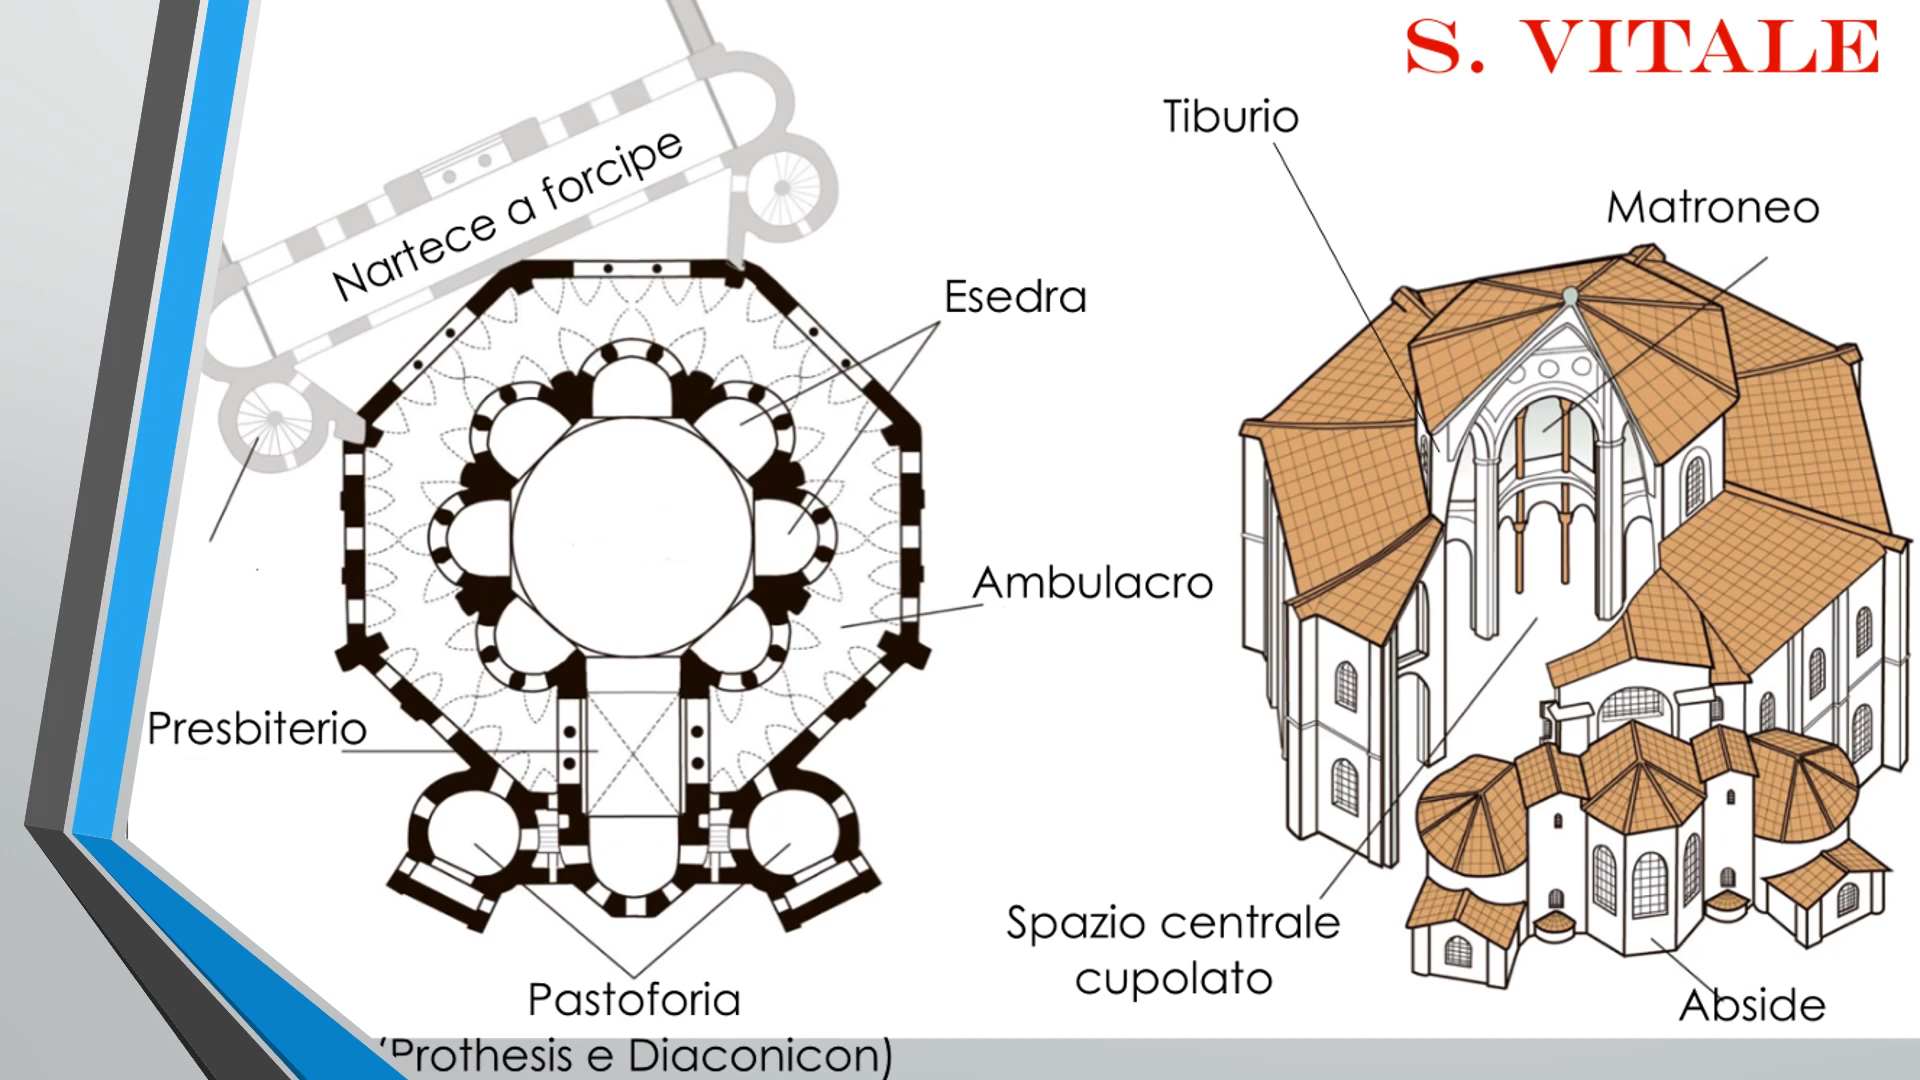 S. VITALE
Tiburio
Nartece a forcipe
Matroneo
Esedra
Ambulacro
Presbiterio
Spazio centrale
cupolato
Pastoforia
(Prothesis e Diaconicon)
Abside